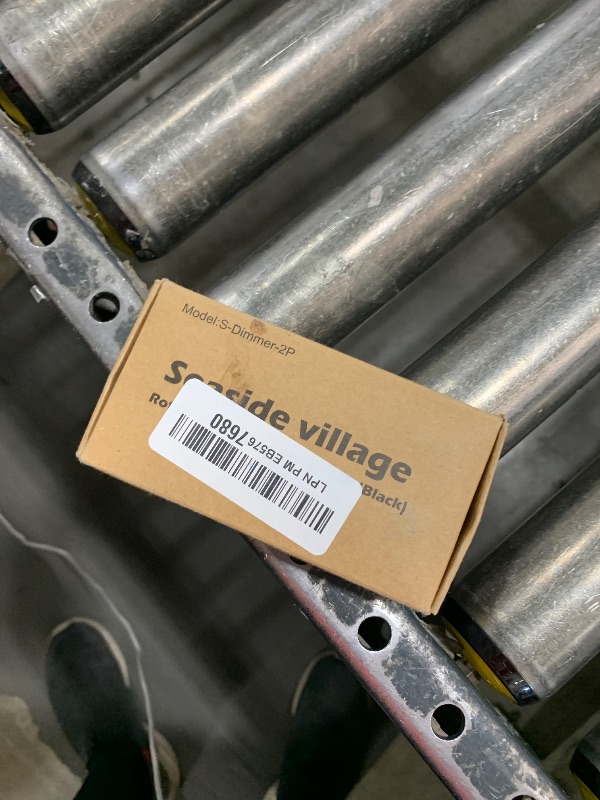 Model:S-Dimmer-2P
Seaside village
(Black)
LPN PM EB576 7680